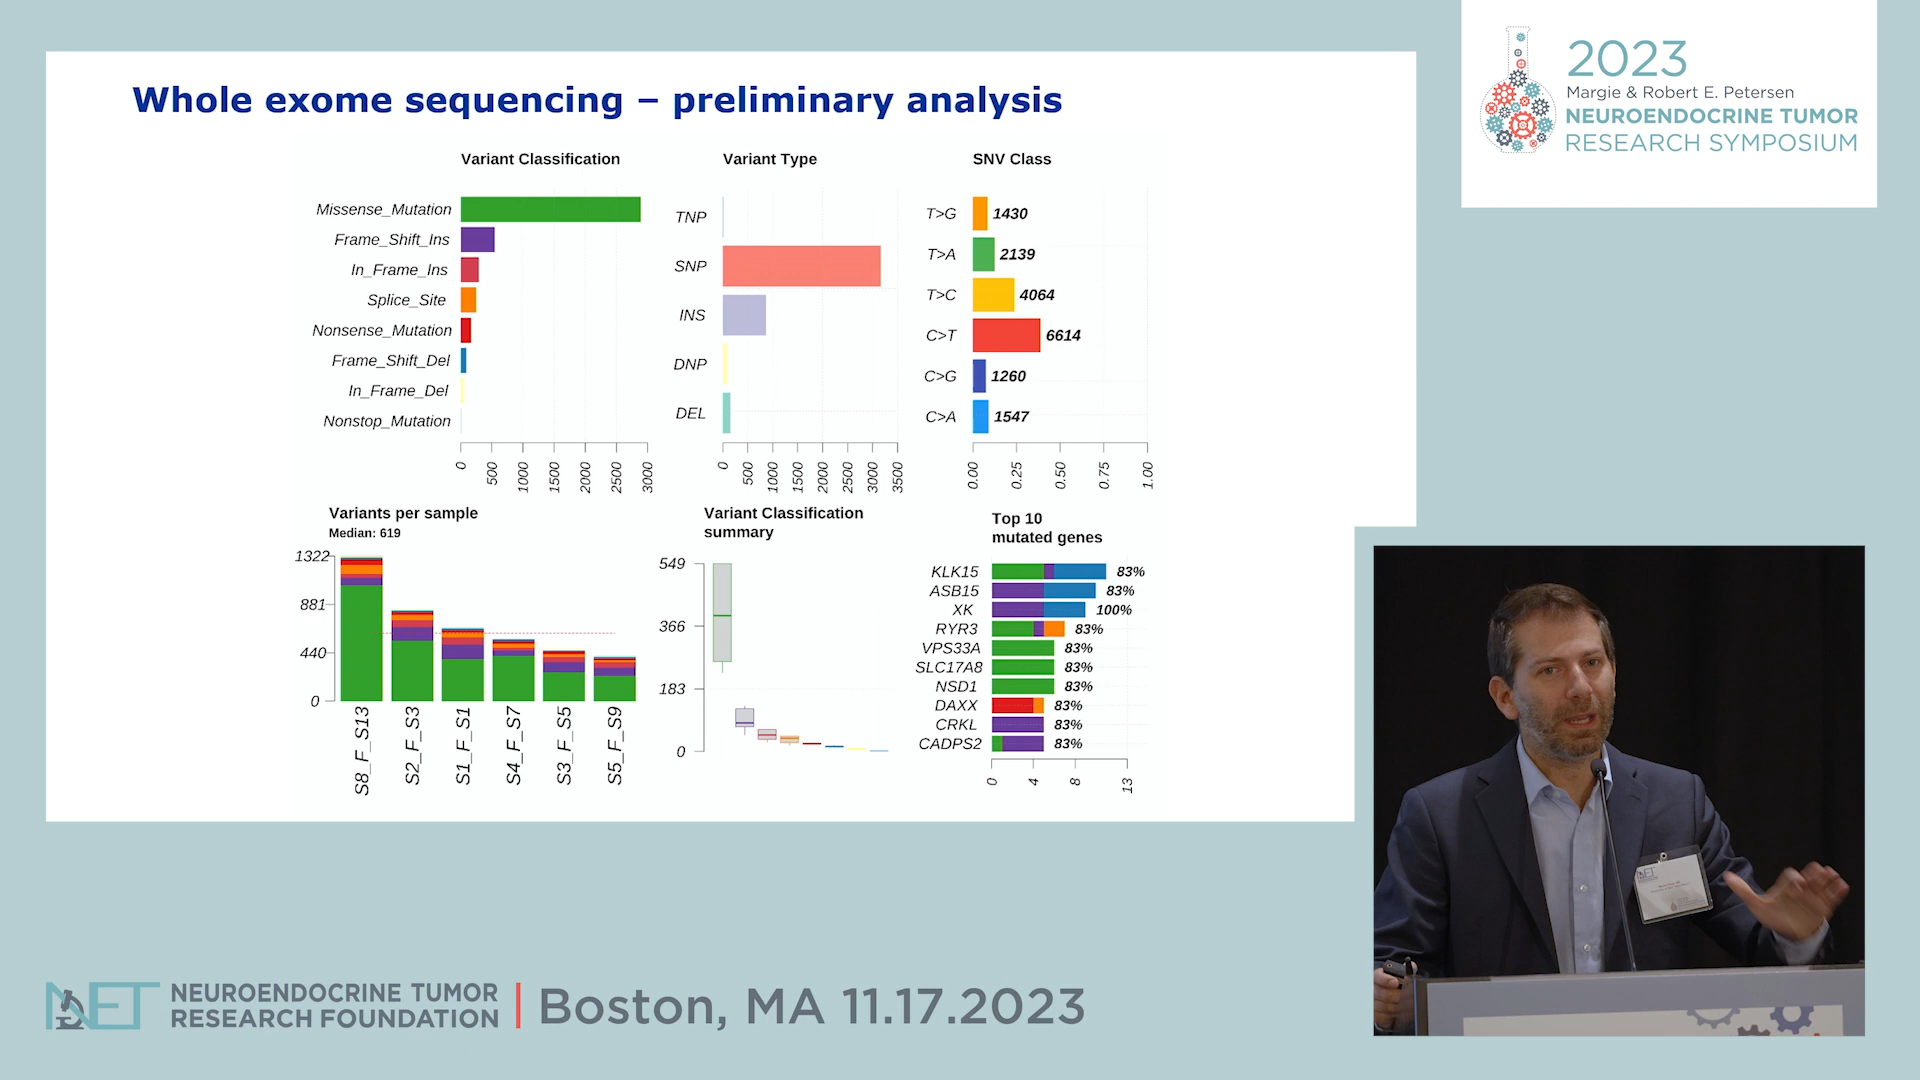 Whole exome sequencing – preliminary analysis
Variant Classification
Missense_Mutation
Frame_Shift_Ins
In_Frame_Ins
Splice_Site
Nonsense_Mutation
Frame_Shift_Del
In_Frame_Del
Nonstop_Mutation
0 500 1000 1500 2000 2500 3000
Variant Type
TNP
SNP
INS
DNP
DEL
0 500 1000 1500 2000 2500 3000 3500
SNV Class
T>G 1430
T>A 2139
T>C 4064
C>T 6614
C>G 1260
C>A 1547
0.00 0.25 0.50 0.75 1.00
Variants per sample
Median: 619
1322
881
440
0
S8_F_S13 S2_F_S3 S1_F_S1 S4_F_S7 S3_F_S5 S5_F_S9
Variant Classification
summary
549
366
183
0
Top 10
mutated genes
KLK15 83%
ASB15 83%
XK 100%
RYR3 83%
VPS33A 83%
SLC17A8 83%
NSD1 83%
DAXX 83%
CRKL 83%
CADPS2 83%
0 4 8 13
2023
Margie & Robert E. Petersen
NEUROENDOCRINE TUMOR
RESEARCH SYMPOSIUM
NET
NEUROENDOCRINE TUMOR
RESEARCH FOUNDATION
Boston, MA 11.17.2023